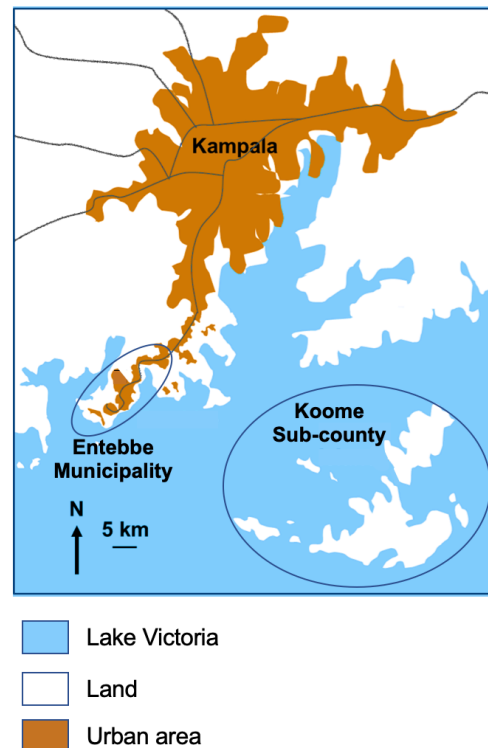 Kampala
Koome
Sub-county
Entebbe
Municipality
N
5 km
Lake Victoria
Land
Urban area